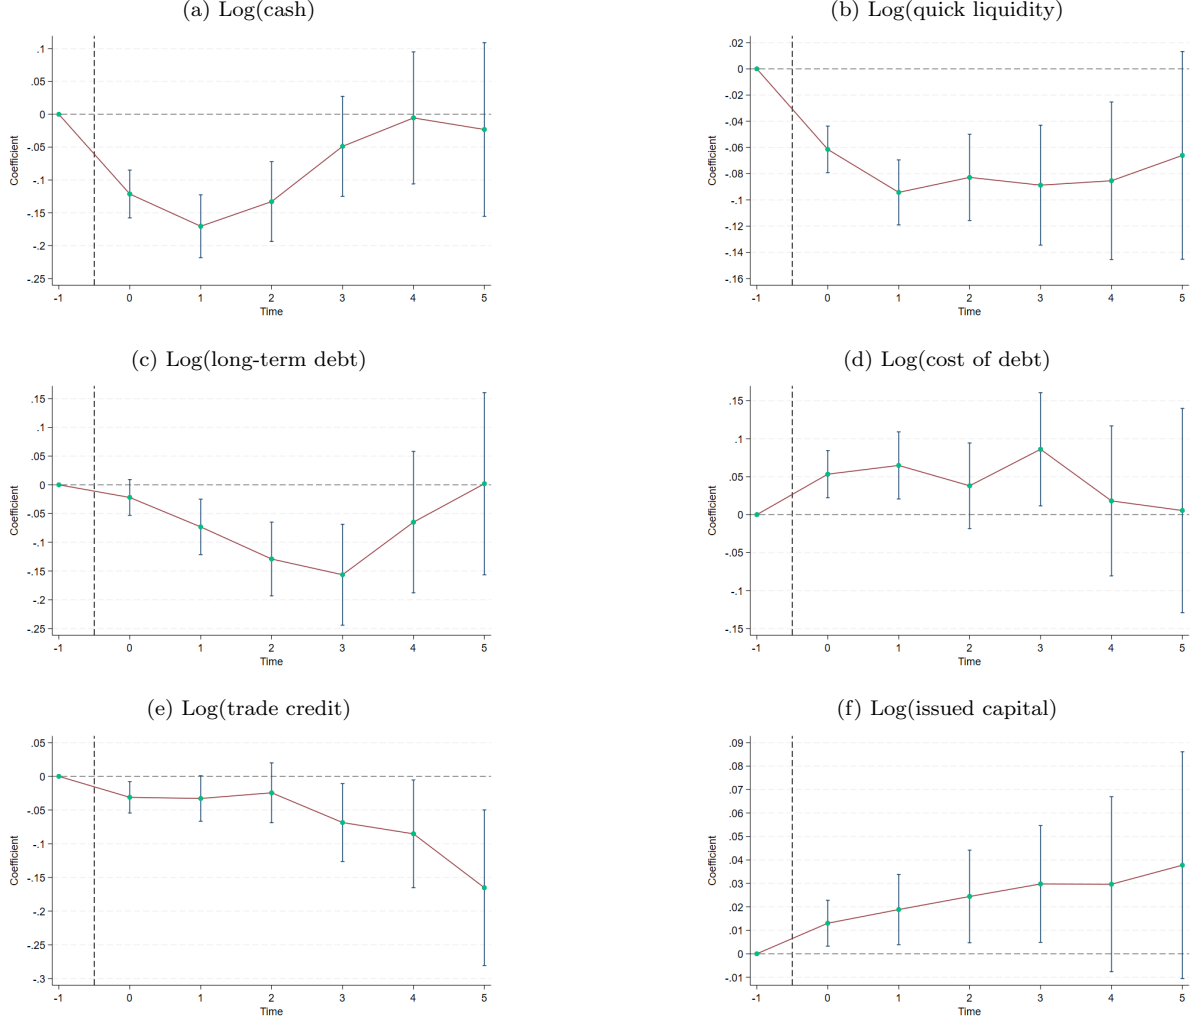 (a) Log(cash)
.1
.05
0
-.05
-.1
-.15
-.2
-.25
Coefficient
-1 0 1 2 3 4 5
Time
(b) Log(quick liquidity)
.02
0
-.02
-.04
-.06
-.08
-.1
-.12
-.14
-.16
Coefficient
-1 0 1 2 3 4 5
Time
(c) Log(long-term debt)
.15
.1
.05
0
-.05
-.1
-.15
-.2
-.25
Coefficient
-1 0 1 2 3 4 5
Time
(d) Log(cost of debt)
.15
.1
.05
0
-.05
-.1
-.15
Coefficient
-1 0 1 2 3 4 5
Time
(e) Log(trade credit)
.05
0
-.05
-.1
-.15
-.2
-.25
-.3
Coefficient
-1 0 1 2 3 4 5
Time
(f) Log(issued capital)
.09
.08
.07
.06
.05
.04
.03
.02
.01
0
-.01
Coefficient
-1 0 1 2 3 4 5
Time